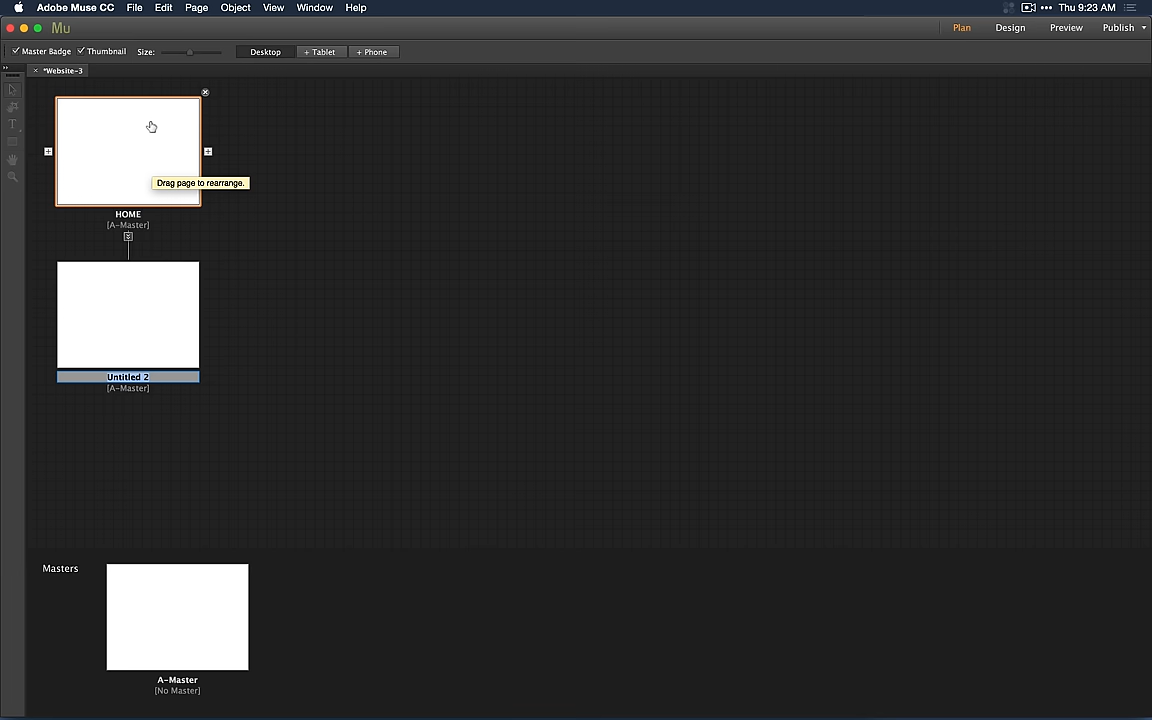 Adobe Muse CC File Edit Page Object View Window Help Thu 9:23 AM
Mu Plan Design Preview Publish
Master Badge Thumbnail Size: Desktop + Tablet + Phone
*Website-3
Drag page to rearrange.
HOME
[A-Master]
Untitled 2
[A-Master]
Masters
A-Master
[No Master]